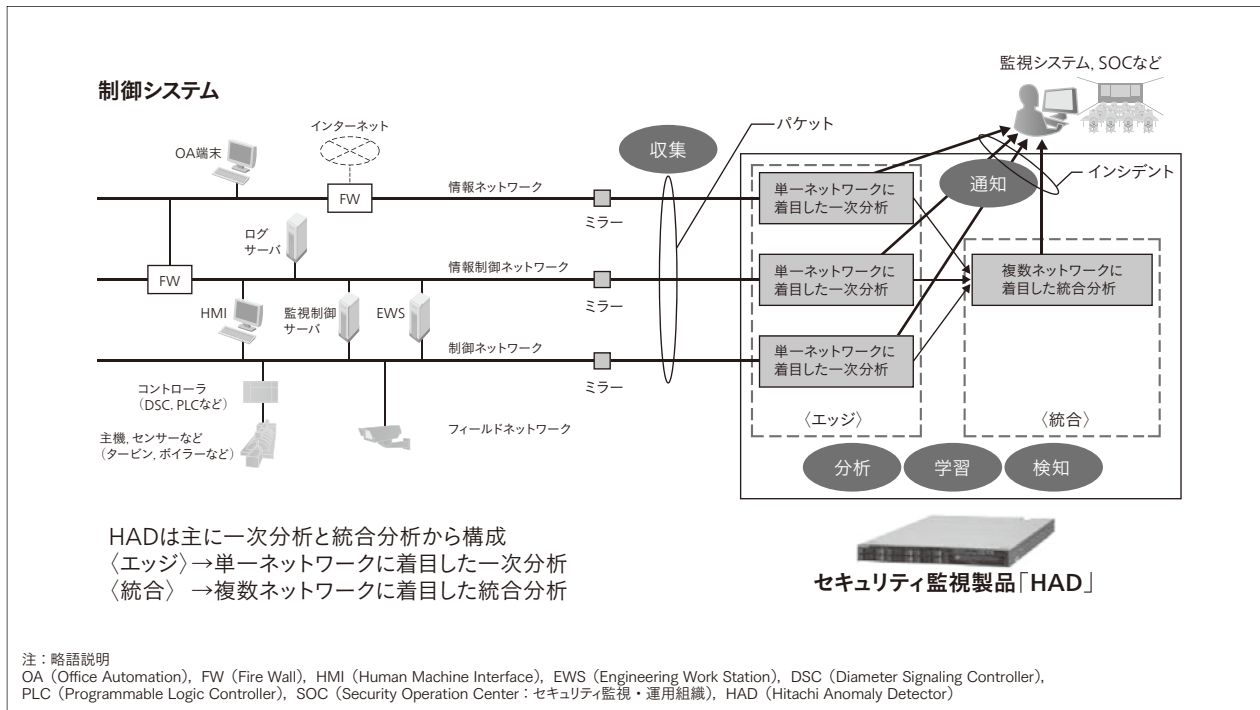 制御システム
監視システム, SOCなど
インターネット
OA端末
FW
情報ネットワーク
ミラー
収集
パケット
通知
インシデント
単一ネットワークに
着目した一次分析
ログ
サーバ
FW
情報制御ネットワーク
ミラー
単一ネットワークに
着目した一次分析
複数ネットワークに
着目した統合分析
HMI
監視制御
サーバ
EWS
制御ネットワーク
ミラー
単一ネットワークに
着目した一次分析
コントローラ
(DSC, PLCなど)
主機, センサーなど
(タービン, ボイラーなど)
フィールドネットワーク
〈エッジ〉
〈統合〉
分析
学習
検知
HADは主に一次分析と統合分析から構成
〈エッジ〉→単一ネットワークに着目した一次分析
〈統合〉 →複数ネットワークに着目した統合分析
セキュリティ監視製品「HAD」
注：略語説明
OA（Office Automation），FW（Fire Wall），HMI（Human Machine Interface），EWS（Engineering Work Station），DSC（Diameter Signaling Controller），
PLC（Programmable Logic Controller），SOC（Security Operation Center：セキュリティ監視・運用組織），HAD（Hitachi Anomaly Detector）